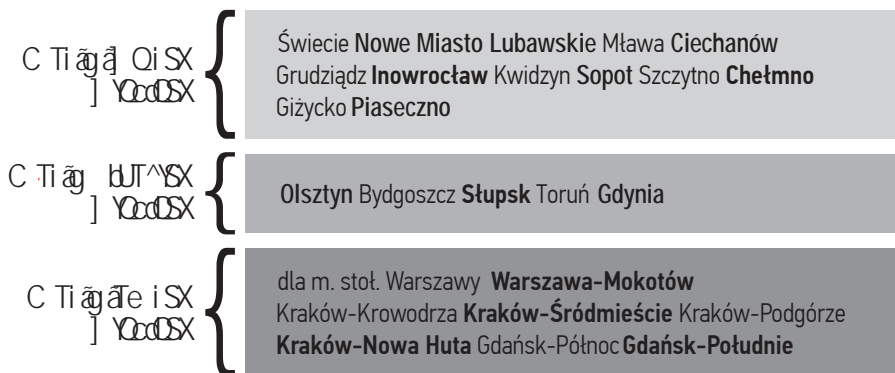 Świecie Nowe Miasto Lubawskie Mława Ciechanów
Grudziądz Inowrocław Kwidzyn Sopot Szczytno Chełmno
Giżycko Piaseczno
Olsztyn Bydgoszcz Słupsk Toruń Gdynia
dla m. stoł. Warszawy Warszawa-Mokotów
Kraków-Krowodrza Kraków-Śródmieście Kraków-Podgórze
Kraków-Nowa Huta Gdańsk-Północ Gdańsk-Południe